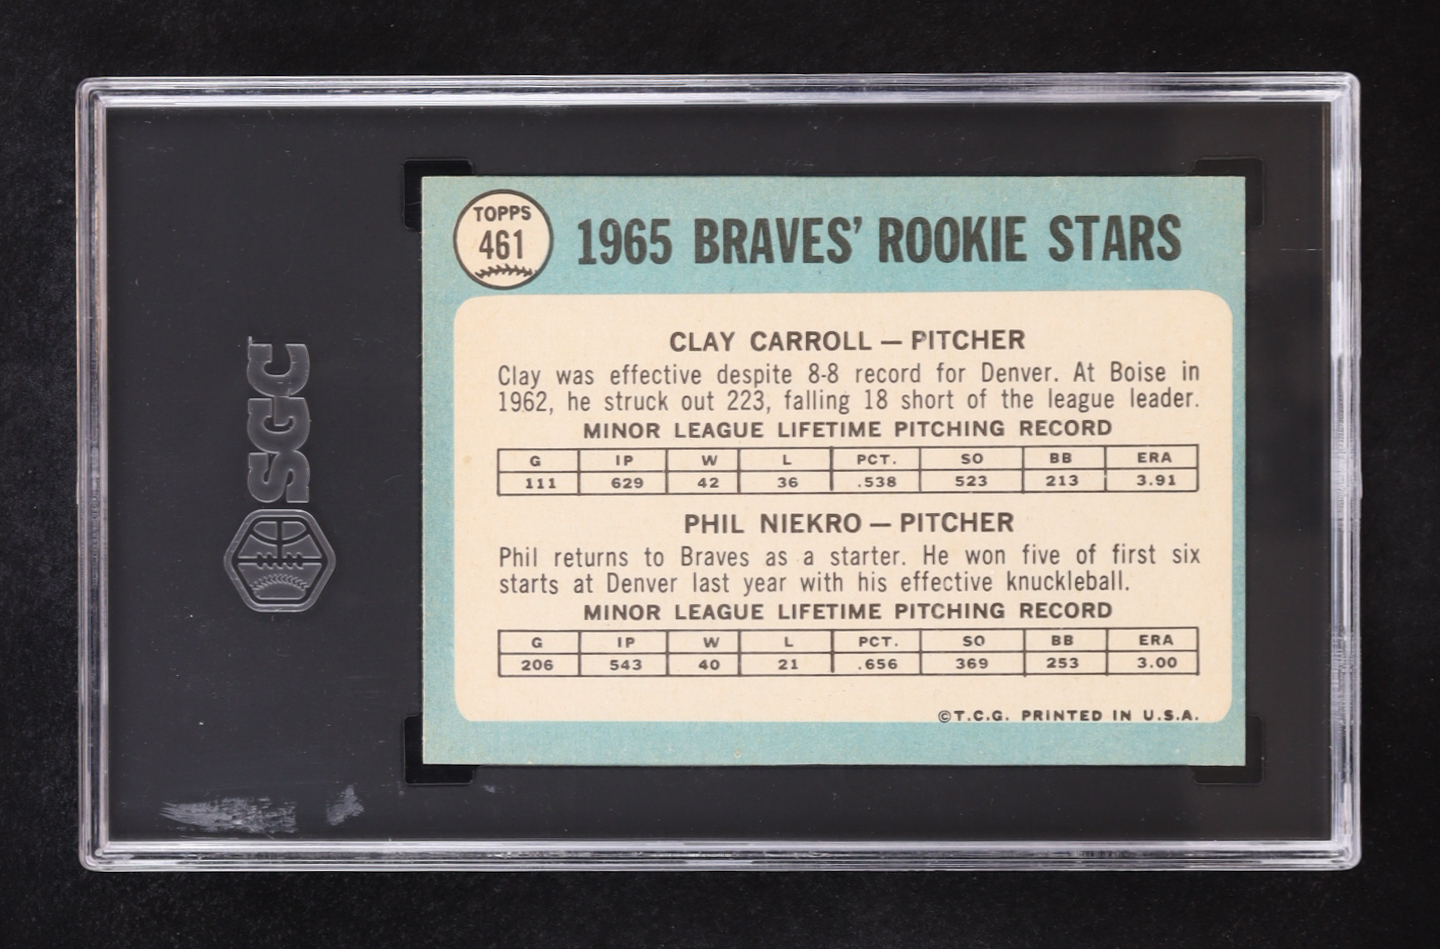 SGC
TOPPS
461
1965 BRAVES' ROOKIE STARS
CLAY CARROLL — PITCHER
Clay was effective despite 8-8 record for Denver. At Boise in
1962, he struck out 223, falling 18 short of the league leader.
MINOR LEAGUE LIFETIME PITCHING RECORD
G IP W L PCT. SO BB ERA
111 629 42 36 .538 523 213 3.91
PHIL NIEKRO — PITCHER
Phil returns to Braves as a starter. He won five of first six
starts at Denver last year with his effective knuckleball.
MINOR LEAGUE LIFETIME PITCHING RECORD
G IP W L PCT. SO BB ERA
206 543 40 21 .656 369 253 3.00
©T.C.G. PRINTED IN U.S.A.